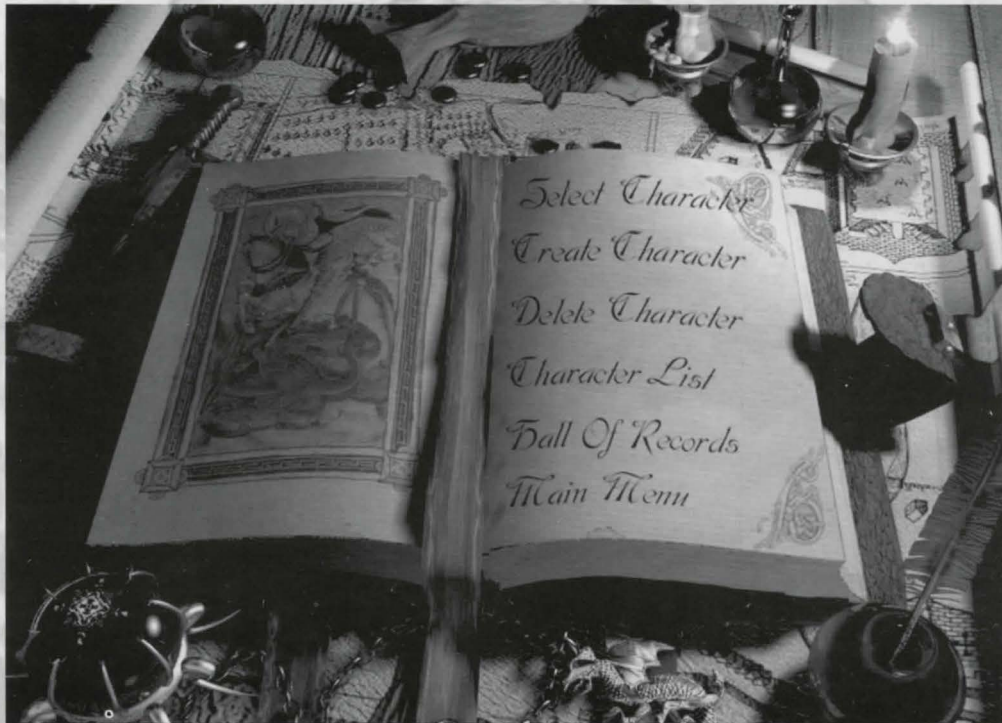 Select Character
Create Character
Delete Character
Character List
Hall Of Records
Main Menu